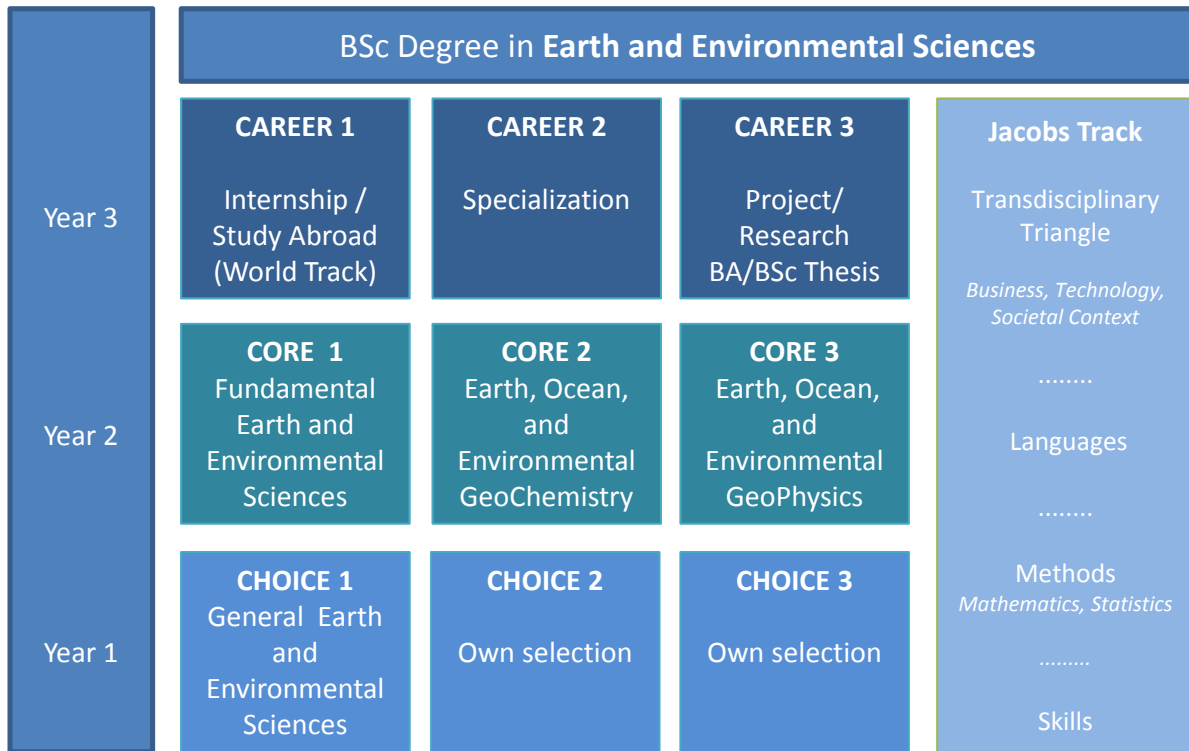 BSc Degree in Earth and Environmental Sciences
Year 3
CAREER 1
Internship /
Study Abroad
(World Track)
CAREER 2
Specialization
CAREER 3
Project/
Research
BA/BSc Thesis
Year 2
CORE 1
Fundamental
Earth and
Environmental
Sciences
CORE 2
Earth, Ocean,
and
Environmental
GeoChemistry
CORE 3
Earth, Ocean,
and
Environmental
GeoPhysics
Year 1
CHOICE 1
General Earth
and
Environmental
Sciences
CHOICE 2
Own selection
CHOICE 3
Own selection
Jacobs Track
Transdisciplinary
Triangle
Business, Technology,
Societal Context
........
Languages
........
Methods
Mathematics, Statistics
.........
Skills